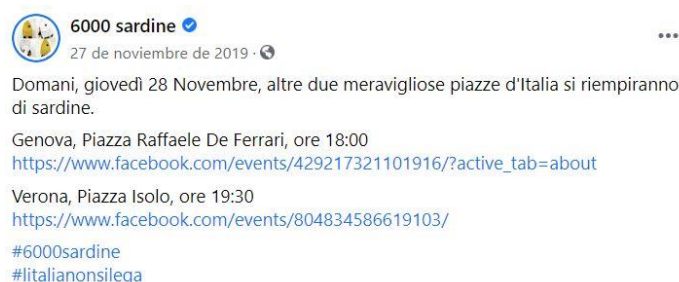 6000 sardine
27 de noviembre de 2019 ·
Domani, giovedì 28 Novembre, altre due meravigliose piazze d'Italia si riempiranno
di sardine.
Genova, Piazza Raffaele De Ferrari, ore 18:00
https://www.facebook.com/events/429217321101916/?active_tab=about
Verona, Piazza Isolo, ore 19:30
https://www.facebook.com/events/804834586619103/
#6000sardine
#litalianonsilega